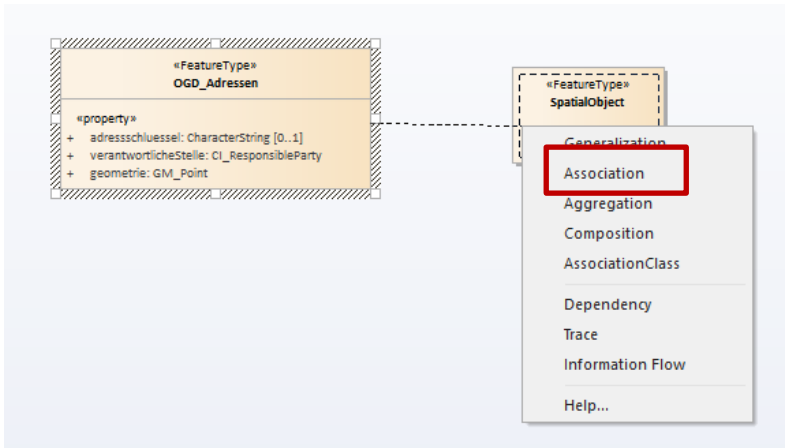 «FeatureType»
OGD_Adressen
«property»
+ adressschluessel: CharacterString [0..1]
+ verantwortlicheStelle: CI_ResponsibleParty
+ geometrie: GM_Point
«FeatureType»
SpatialObject
Generalization
Association
Aggregation
Composition
AssociationClass
Dependency
Trace
Information Flow
Help...